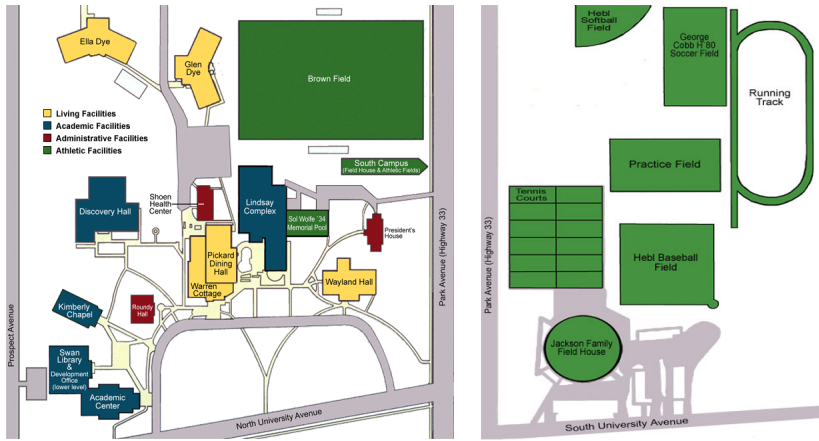 Ella Dye
Glen
Dye
Brown Field
Living Facilities
Academic Facilities
Administrative Facilities
Athletic Facilities
South Campus
(Field House & Athletic Fields)
Shoen
Health
Center
Lindsay
Complex
Discovery Hall
Sol Wolfe '34
Memorial Pool
President's
House
Pickard
Dining
Hall
Warren
Cottage
Wayland Hall
Kimberly
Chapel
Roundy
Hall
Swan
Library
&
Development
Office
(lower level)
Academic
Center
Prospect Avenue
North University Avenue
Park Avenue (Highway 33)
Hebl
Softball
Field
George
Cobb H'80
Soccer Field
Running
Track
Practice Field
Tennis
Courts
Hebl Baseball
Field
Park Avenue (Highway 33)
Jackson Family
Field House
South University Avenue